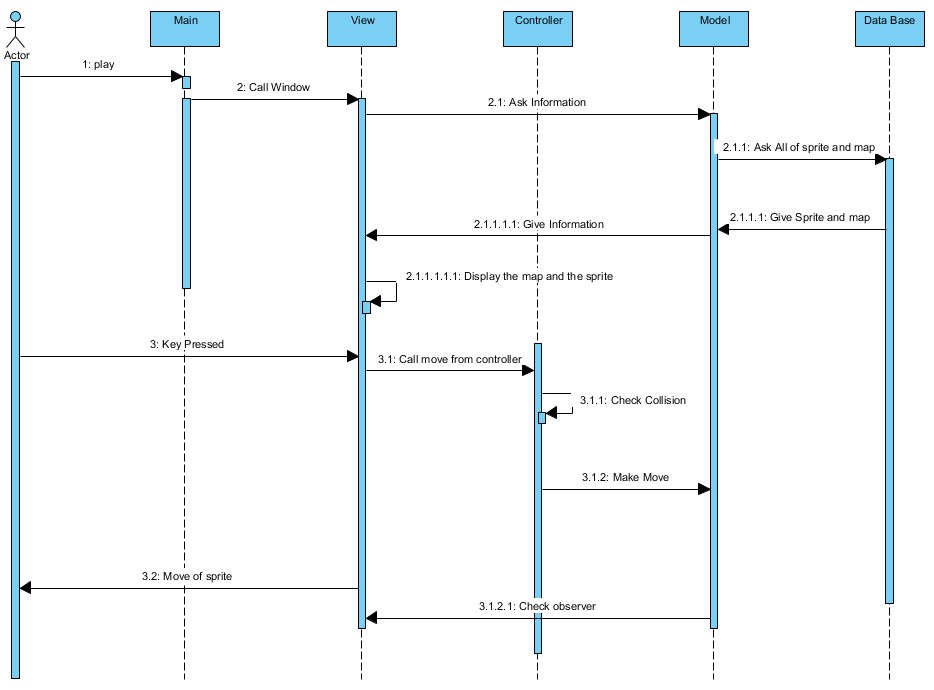 Main
View
Controller
Model
Data Base
Actor
1: play
2: Call Window
2.1: Ask Information
2.1.1: Ask All of sprite and map
2.1.1.1: Give Sprite and map
2.1.1.1.1: Give Information
2.1.1.1.1.1: Display the map and the sprite
3: Key Pressed
3.1: Call move from controller
3.1.1: Check Collision
3.1.2: Make Move
3.2: Move of sprite
3.1.2.1: Check observer